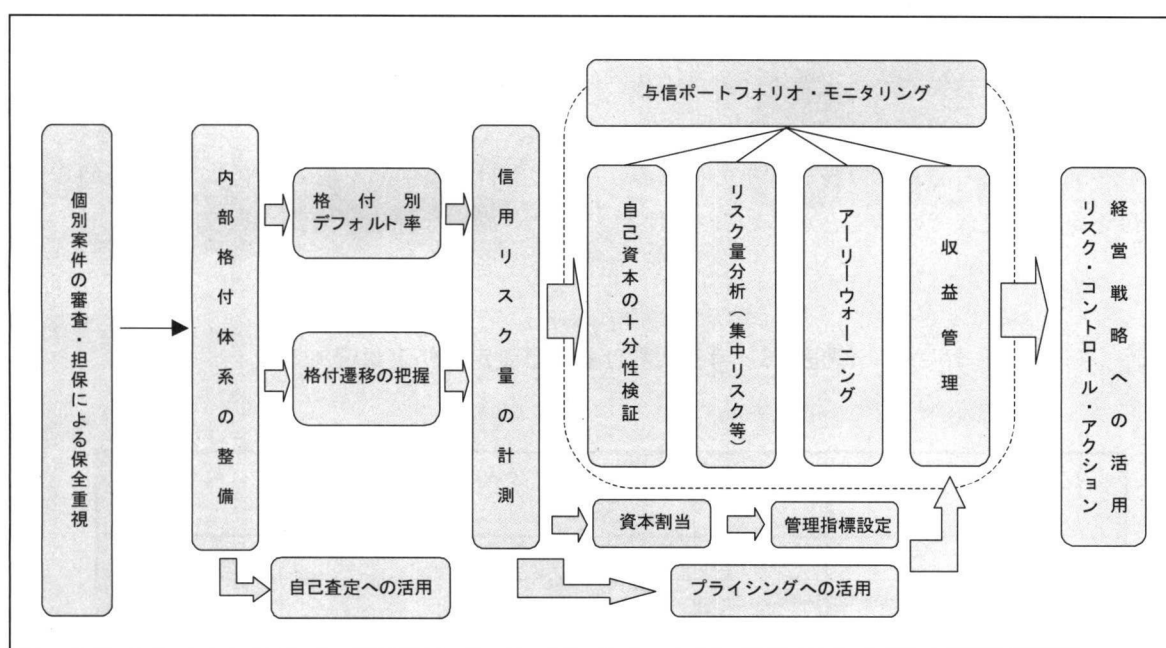 個別案件の審査・担保による保全重視
内部格付体系の整備
格付別
デフォルト率
格付遷移の把握
自己査定への活用
信用リスク量の計測
与信ポートフォリオ・モニタリング
自己資本の十分性検証
リスク量分析（集中リスク等）
アーリーウォーニング
収益管理
資本割当
管理指標設定
プライシングへの活用
経営戦略への活用
リスク・コントロール・アクション